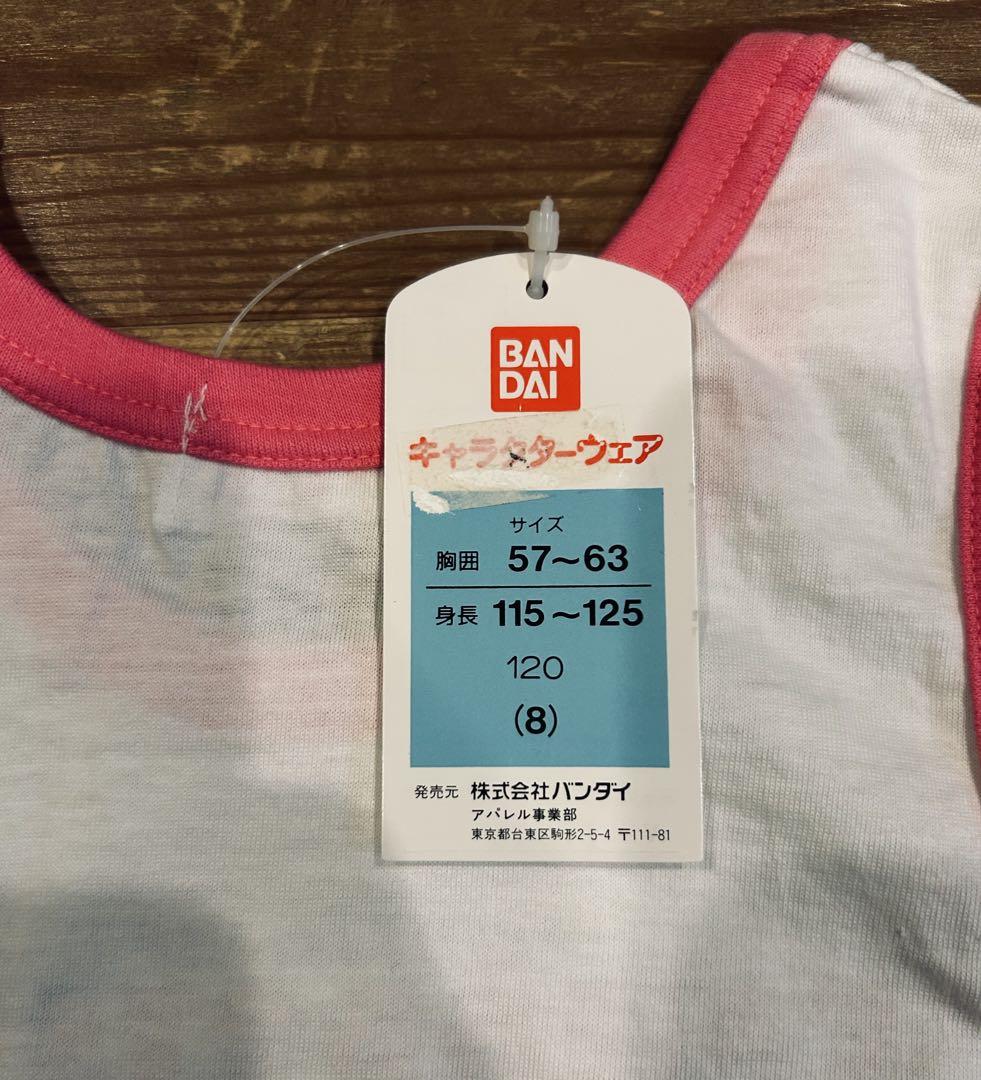 BAN
DAI
キャラクターウェア
サイズ
胸囲 57～63
身長 115～125
120
(8)
発売元 株式会社バンダイ
アパレル事業部
東京都台東区駒形2-5-4 〒111-81